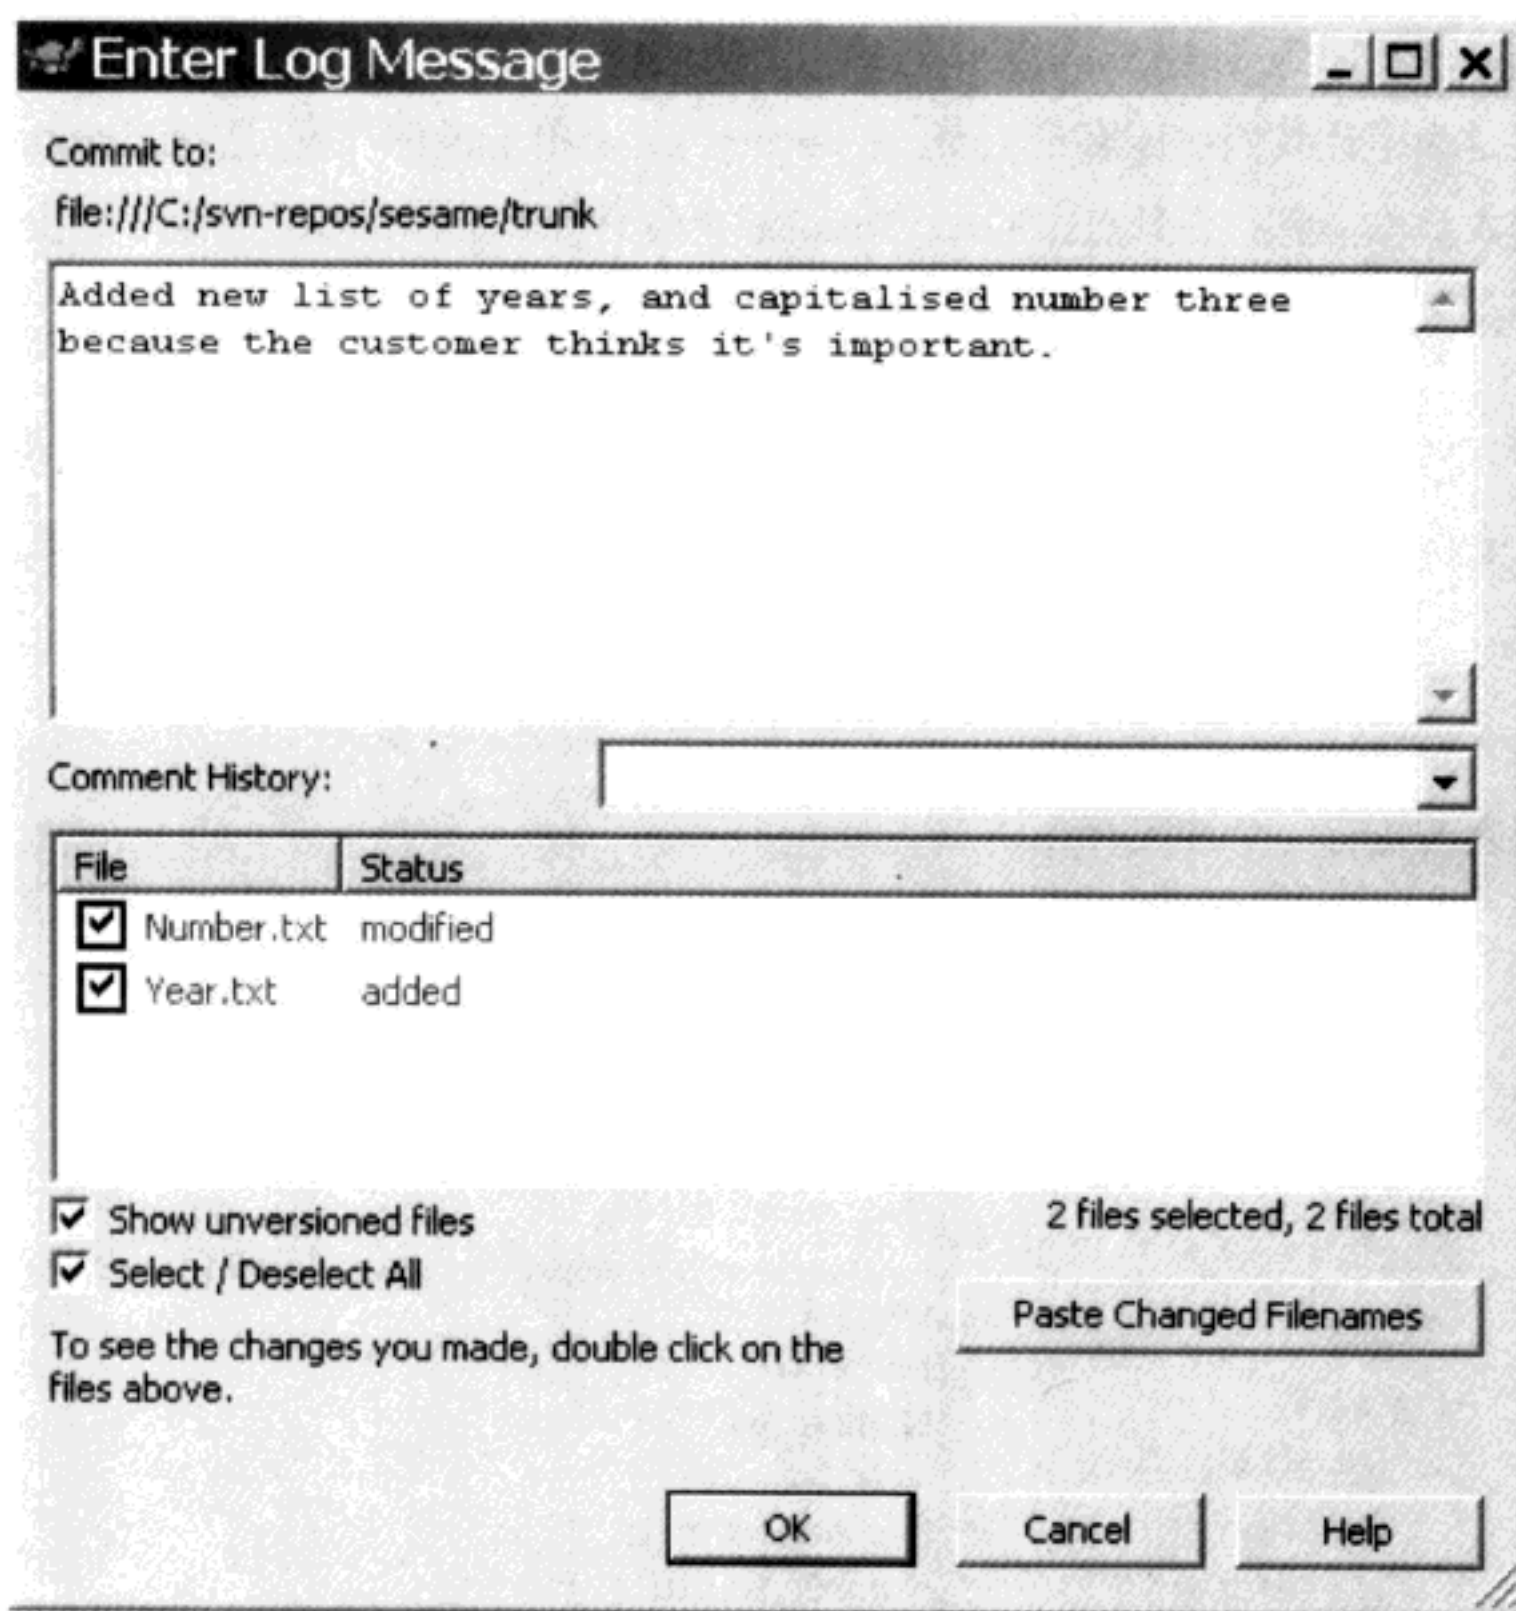 Enter Log Message
Commit to:
file:///C:/svn-repos/sesame/trunk
Added new list of years, and capitalised number three
because the customer thinks it's important.
Comment History:
File Status
Number.txt modified
Year.txt added
Show unversioned files
2 files selected, 2 files total
Select / Deselect All
Paste Changed Filenames
To see the changes you made, double click on the
files above.
OK Cancel Help